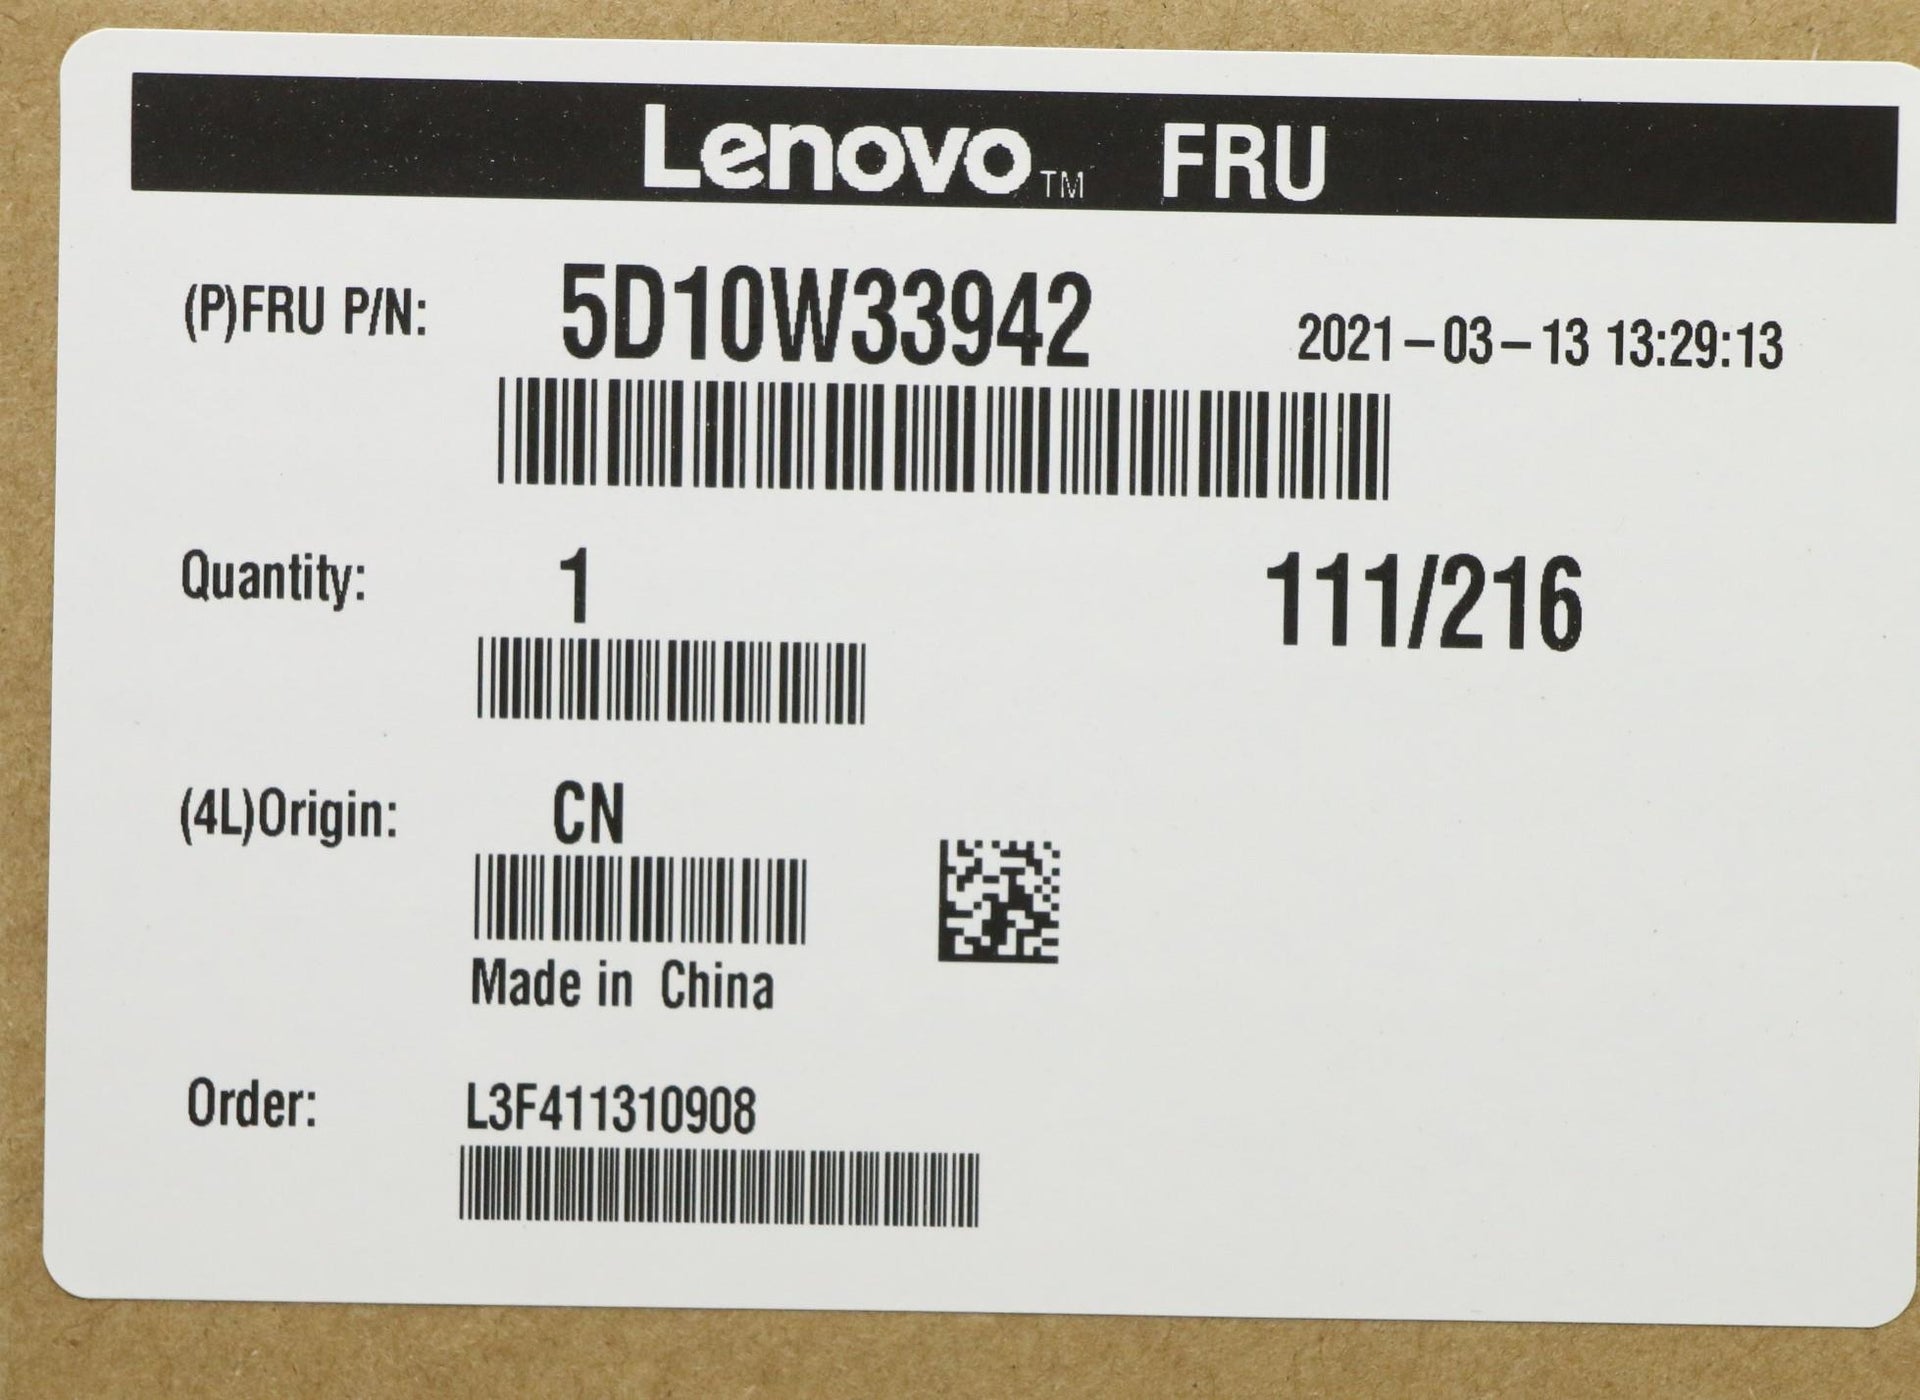 Lenovo™ FRU
(P)FRU P/N: 5D10W33942 2021-03-13 13:29:13
Quantity: 1 111/216
(4L)Origin: CN
Made in China
Order: L3F411310908